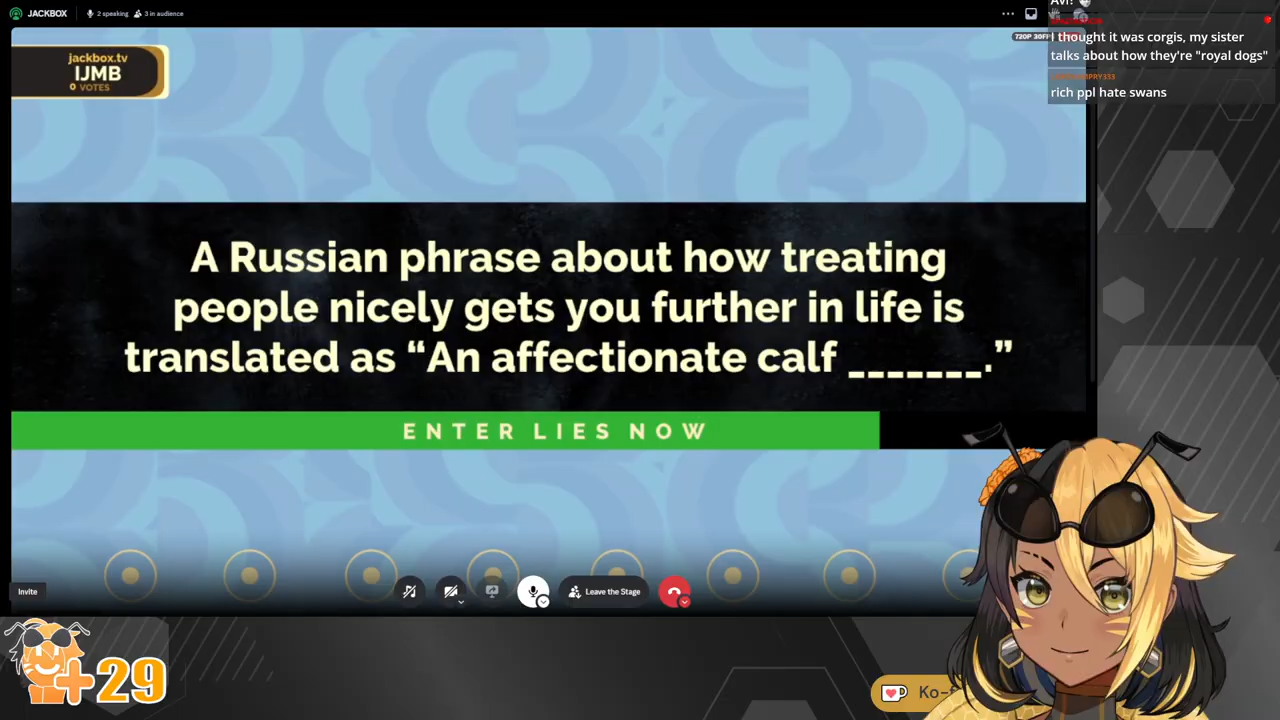 JACKBOX
2 speaking
3 in audience
jackbox.tv
IJMB
0 VOTES
I thought it was corgis, my sister
talks about how they're "royal dogs"
rich ppl hate swans
A Russian phrase about how treating
people nicely gets you further in life is
translated as “An affectionate calf _______.”
ENTER LIES NOW
Invite
Leave the Stage
+29